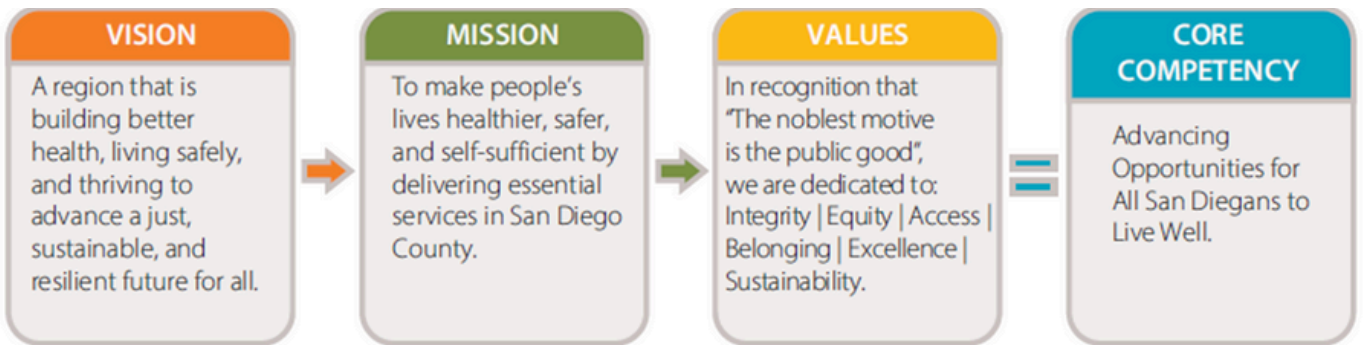 VISION
A region that is
building better
health, living safely,
and thriving to
advance a just,
sustainable, and
resilient future for all.
MISSION
To make people’s
lives healthier, safer,
and self-sufficient by
delivering essential
services in San Diego
County.
VALUES
In recognition that
“The noblest motive
is the public good”,
we are dedicated to:
Integrity | Equity | Access |
Belonging | Excellence |
Sustainability.
CORE
COMPETENCY
Advancing
Opportunities for
All San Diegans to
Live Well.